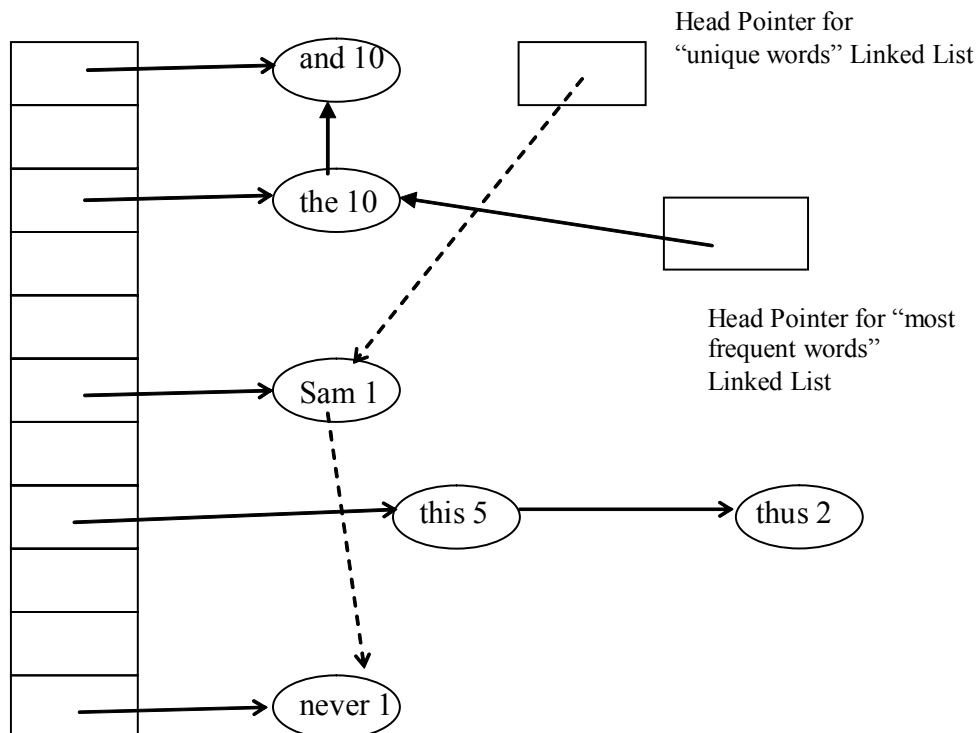 Head Pointer for
“unique words” Linked List
and 10
the 10
Head Pointer for “most
frequent words”
Linked List
Sam 1
this 5
thus 2
never 1